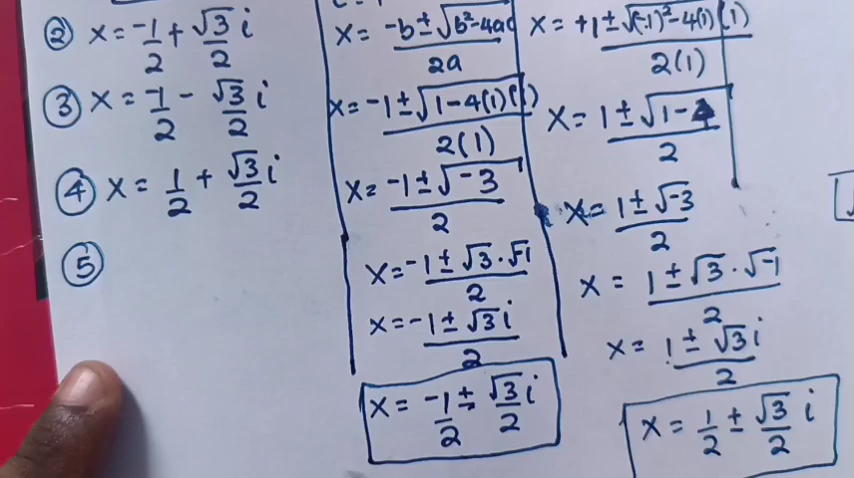 ② x = -1/2 + √3/2 i
③ x = -1/2 - √3/2 i
④ x = 1/2 + √3/2 i
⑤
x = -b ± √b²-4ac / 2a
x = -1 ± √1-4(1)(1) / 2(1)
x = -1 ± √-3 / 2
x = -1 ± √3 · √-1 / 2
x = -1 ± √3 i / 2
x = -1/2 ± √3/2 i
x = +1 ± √(-1)²-4(1)(1) / 2(1)
x = 1 ± √1-4 / 2
x = 1 ± √-3 / 2
x = 1 ± √3 · √-1 / 2
x = 1 ± √3 i / 2
x = 1/2 ± √3/2 i